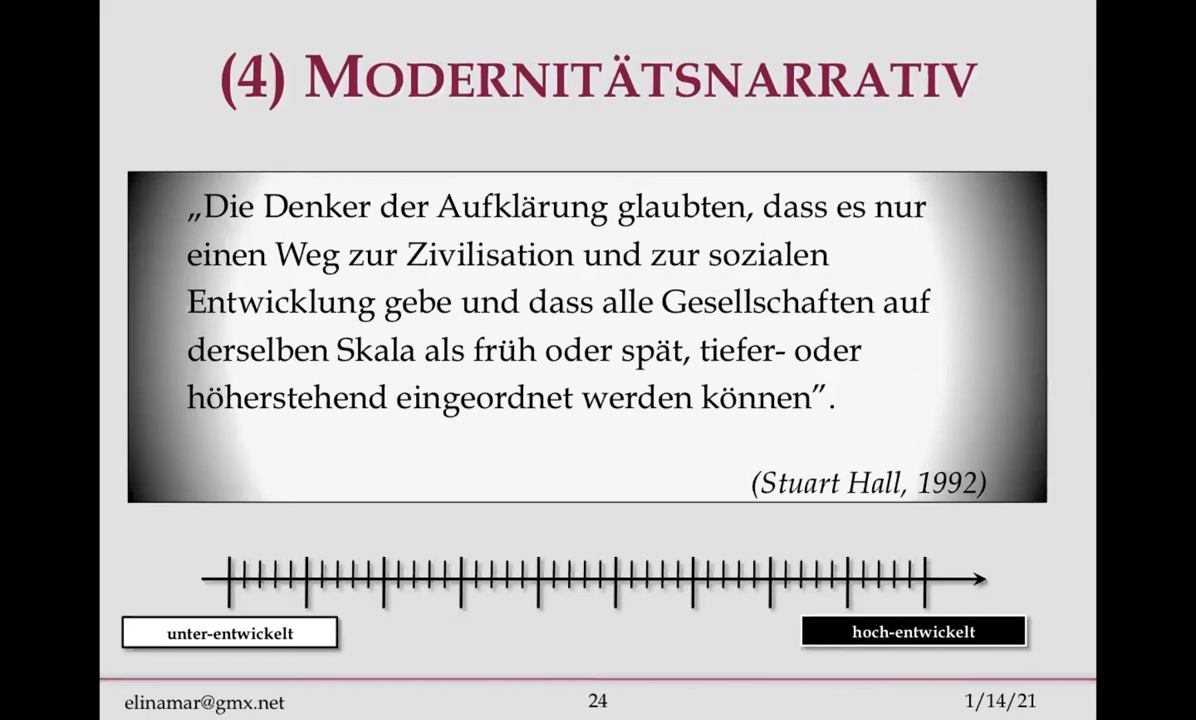 (4) MODERNITÄTSNARRATIV
„Die Denker der Aufklärung glaubten, dass es nur
einen Weg zur Zivilisation und zur sozialen
Entwicklung gebe und dass alle Gesellschaften auf
derselben Skala als früh oder spät, tiefer- oder
höherstehend eingeordnet werden können”.
(Stuart Hall, 1992)
unter-entwickelt
hoch-entwickelt
elinamar@gmx.net
24
1/14/21